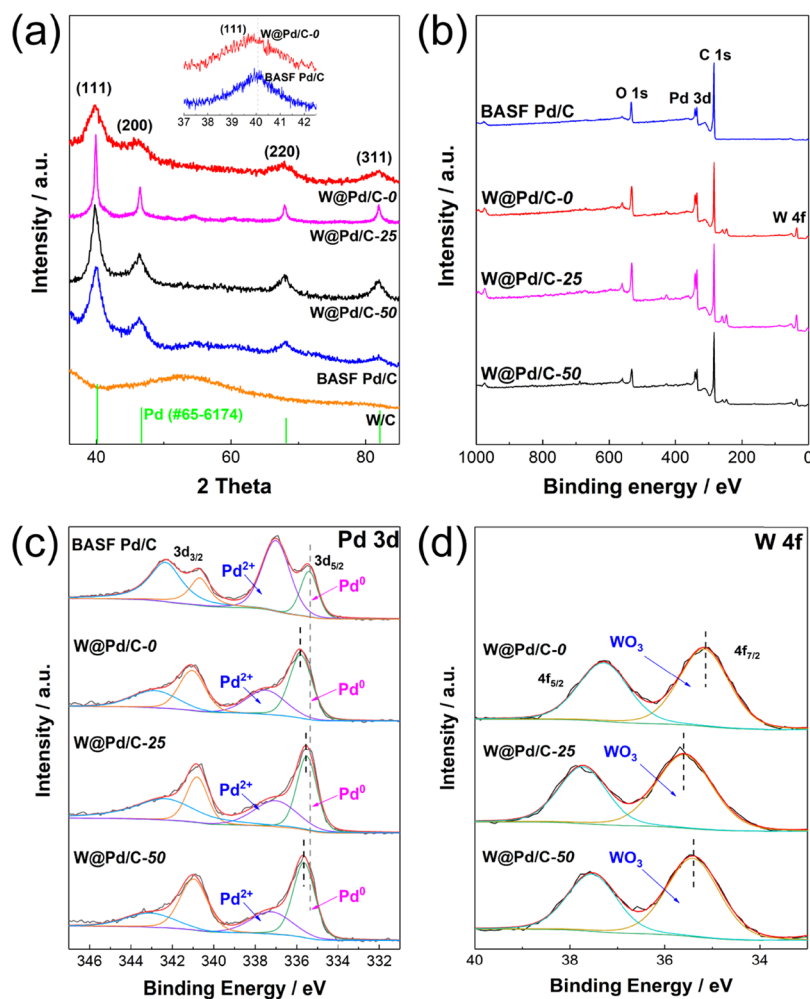 (a)
(111)
W@Pd/C-0
BASF Pd/C
37 38 39 40 41 42
(111)
(200)
(220)
(311)
W@Pd/C-0
W@Pd/C-25
W@Pd/C-50
BASF Pd/C
W/C
Pd (#65-6174)
40 60 80
2 Theta
Intensity / a.u.
(b)
C 1s
O 1s
Pd 3d
BASF Pd/C
W@Pd/C-0
W 4f
W@Pd/C-25
W@Pd/C-50
1000 800 600 400 200 0
Binding energy / eV
Intensity / a.u.
(c)
BASF Pd/C
Pd 3d
3d3/2
3d5/2
Pd2+
Pd0
W@Pd/C-0
Pd2+
Pd0
W@Pd/C-25
Pd2+
Pd0
W@Pd/C-50
Pd2+
Pd0
346 344 342 340 338 336 334 332
Binding Energy / eV
Intensity / a.u.
(d)
W 4f
W@Pd/C-0
WO3
4f5/2
4f7/2
W@Pd/C-25
WO3
W@Pd/C-50
WO3
40 38 36 34
Binding Energy / eV
Intensity / a.u.